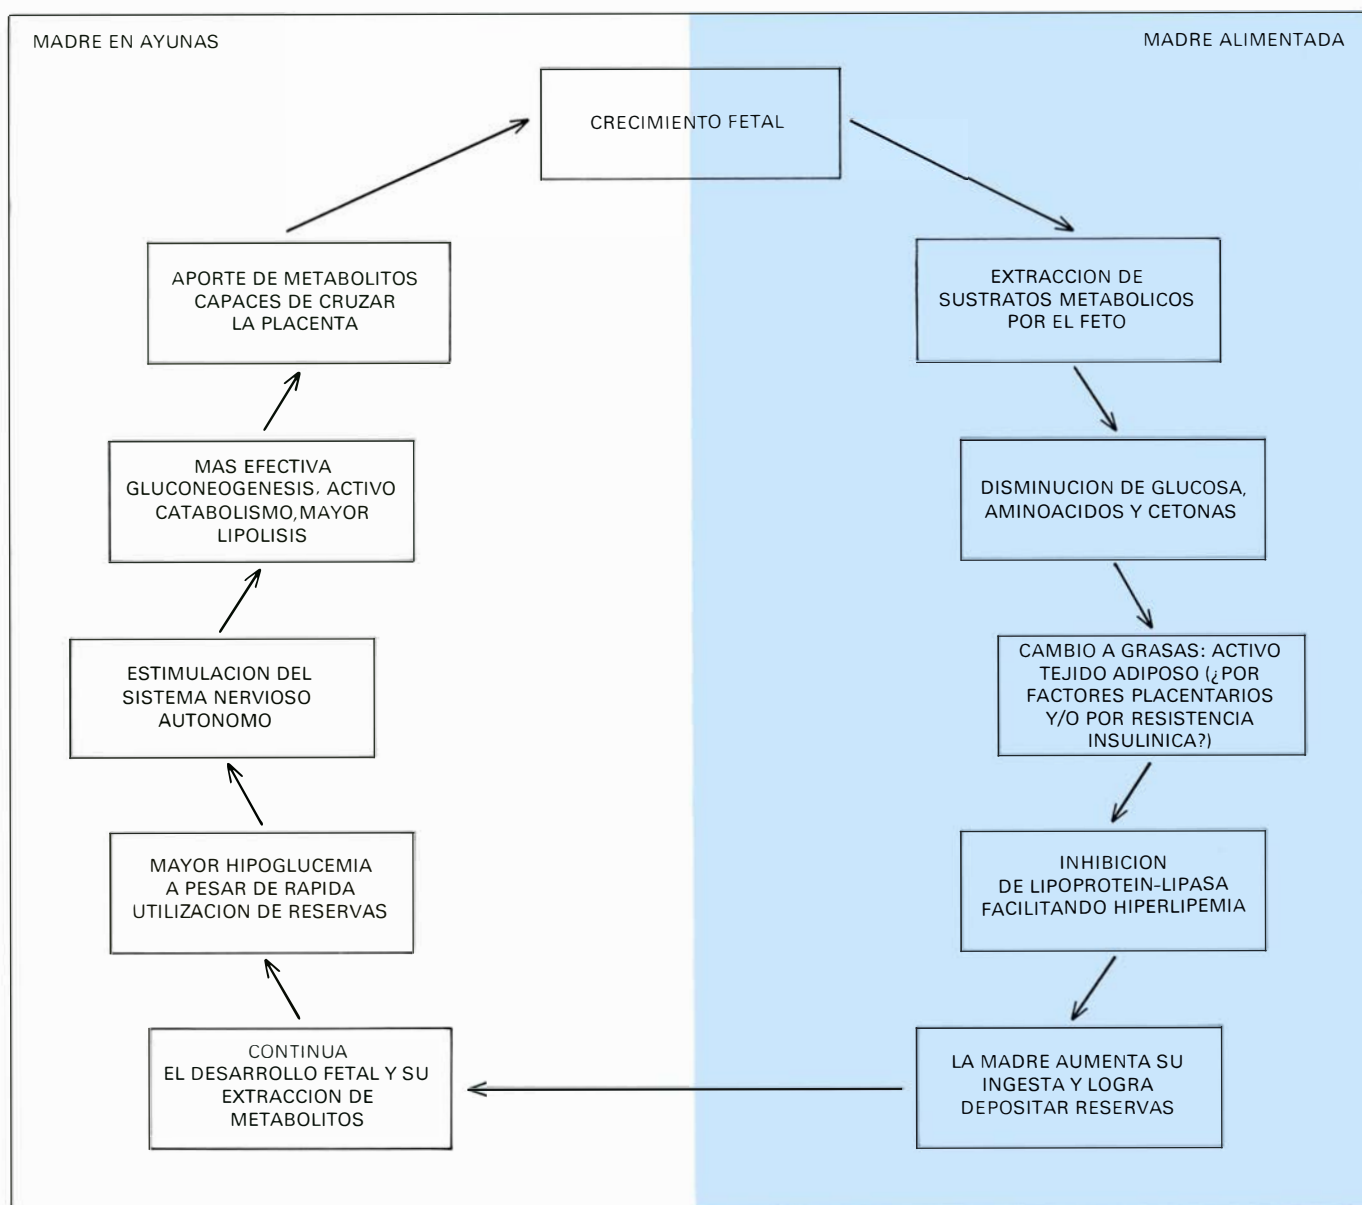 MADRE EN AYUNAS
MADRE ALIMENTADA
CRECIMIENTO FETAL
APORTE DE METABOLITOS
CAPACES DE CRUZAR
LA PLACENTA
EXTRACCION DE
SUSTRATOS METABOLICOS
POR EL FETO
MAS EFECTIVA
GLUCONEOGENESIS, ACTIVO
CATABOLISMO, MAYOR
LIPOLISIS
DISMINUCION DE GLUCOSA,
AMINOACIDOS Y CETONAS
ESTIMULACION DEL
SISTEMA NERVIOSO
AUTONOMO
CAMBIO A GRASAS: ACTIVO
TEJIDO ADIPOSO (¿POR
FACTORES PLACENTARIOS
Y/O POR RESISTENCIA
INSULINICA?)
MAYOR HIPOGLUCEMIA
A PESAR DE RAPIDA
UTILIZACION DE RESERVAS
INHIBICION
DE LIPOPROTEIN-LIPASA
FACILITANDO HIPERLIPEMIA
CONTINUA
EL DESARROLLO FETAL Y SU
EXTRACCION DE
METABOLITOS
LA MADRE AUMENTA SU
INGESTA Y LOGRA
DEPOSITAR RESERVAS